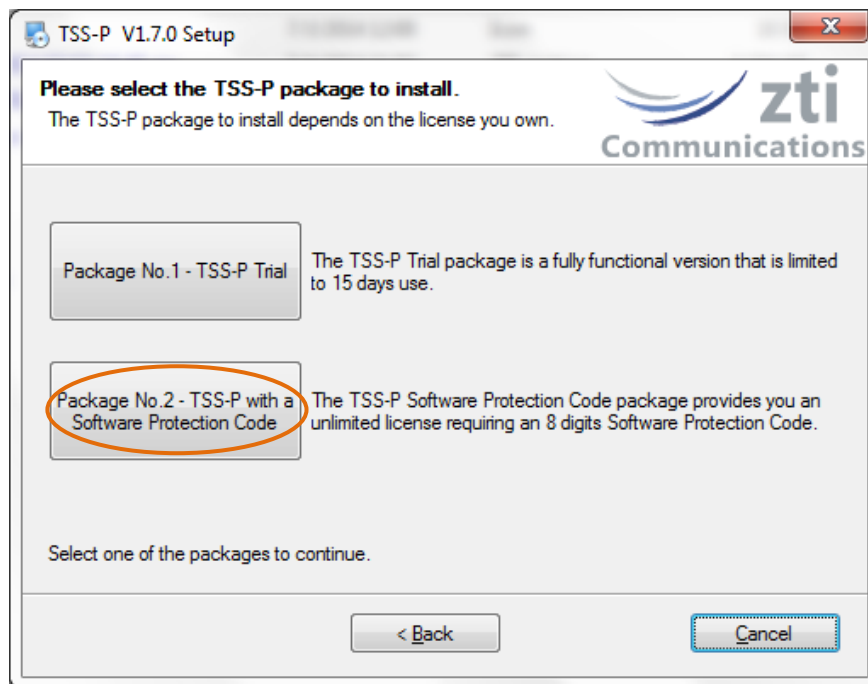 TSS-P V1.7.0 Setup
Please select the TSS-P package to install.
The TSS-P package to install depends on the license you own.
zti
Communications
Package No.1 - TSS-P Trial
The TSS-P Trial package is a fully functional version that is limited
to 15 days use.
Package No.2 - TSS-P with a
Software Protection Code
The TSS-P Software Protection Code package provides you an
unlimited license requiring an 8 digits Software Protection Code.
Select one of the packages to continue.
< Back
Cancel